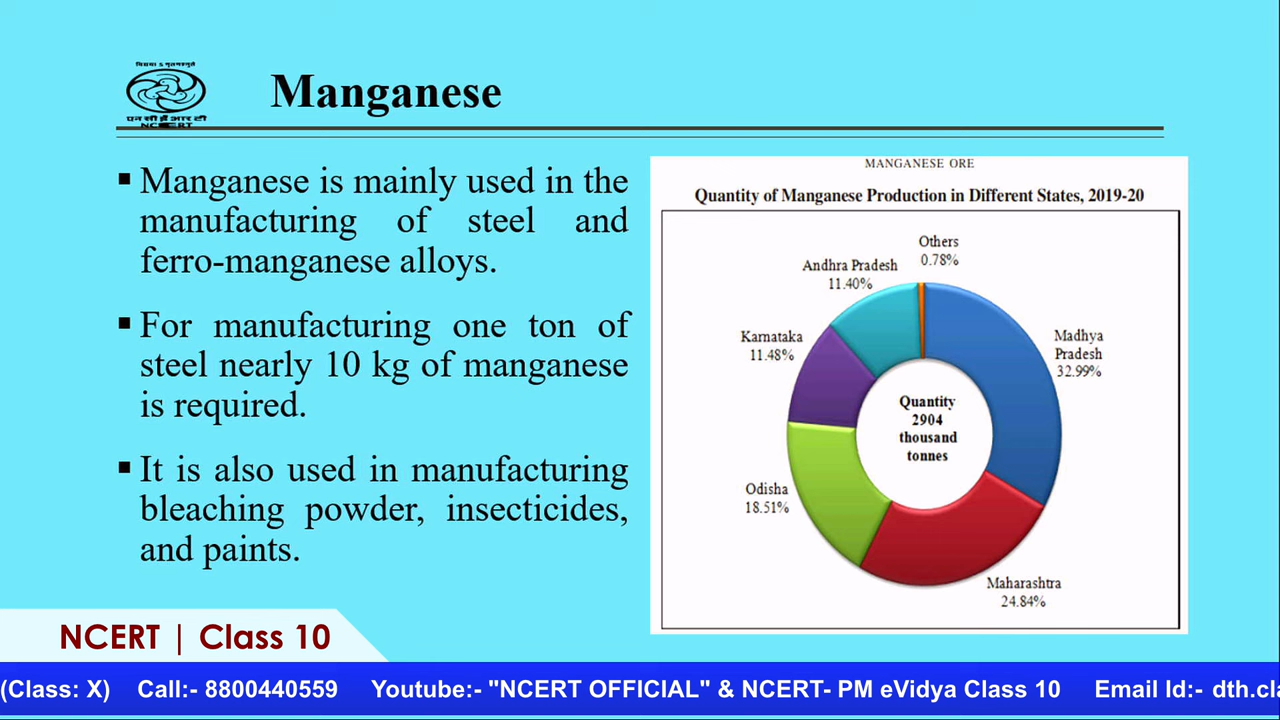 Manganese
एन सी ई आर टी
NCERT
▪ Manganese is mainly used in the
manufacturing of steel and
ferro-manganese alloys.
▪ For manufacturing one ton of
steel nearly 10 kg of manganese
is required.
▪ It is also used in manufacturing
bleaching powder, insecticides,
and paints.
MANGANESE ORE
Quantity of Manganese Production in Different States, 2019-20
Others
0.78%
Andhra Pradesh
11.40%
Karnataka
11.48%
Madhya
Pradesh
32.99%
Quantity
2904
thousand
tonnes
Odisha
18.51%
Maharashtra
24.84%
NCERT | Class 10
(Class: X) Call:- 8800440559 Youtube:- "NCERT OFFICIAL" & NCERT- PM eVidya Class 10 Email Id:- dth.cla